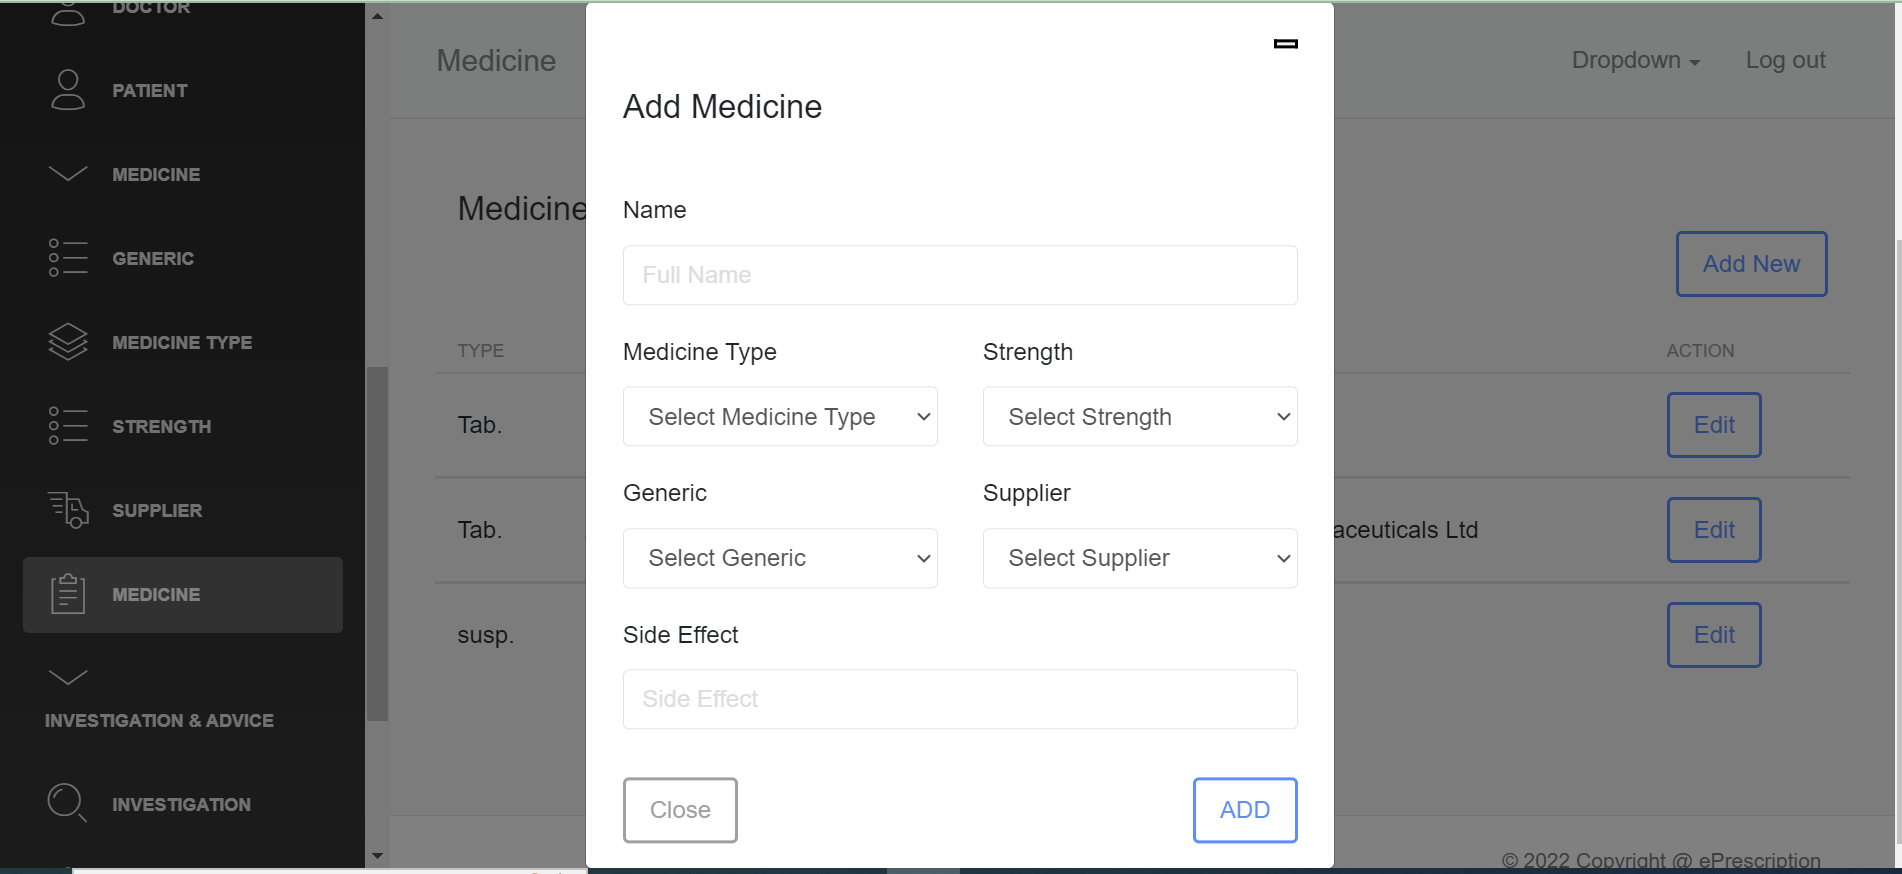 DOCTOR
PATIENT
MEDICINE
GENERIC
MEDICINE TYPE
STRENGTH
SUPPLIER
MEDICINE
INVESTIGATION & ADVICE
INVESTIGATION
Medicine
Dropdown
Log out
Medicine
Add New
TYPE
ACTION
Tab.
Edit
Tab.
aceuticals Ltd
Edit
susp.
Edit
Add Medicine
Name
Full Name
Medicine Type
Strength
Select Medicine Type
Select Strength
Generic
Supplier
Select Generic
Select Supplier
Side Effect
Side Effect
Close
ADD
© 2022 Copyright @ ePrescription